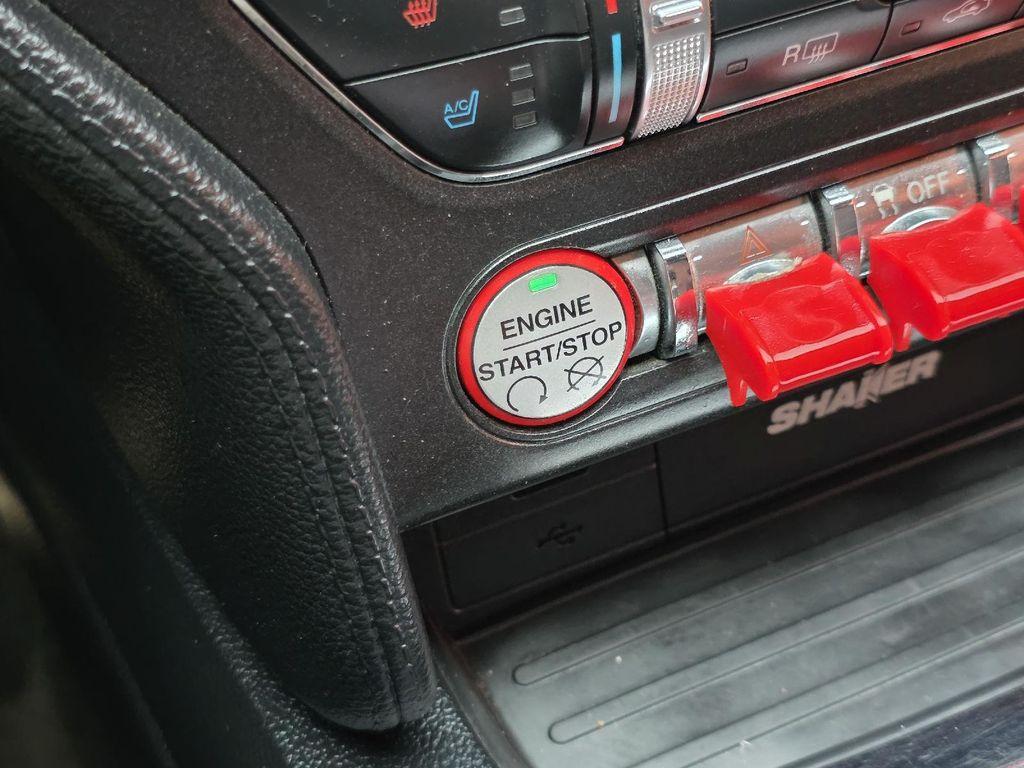 A/C
R
OFF
ENGINE
START/STOP
SHAKER